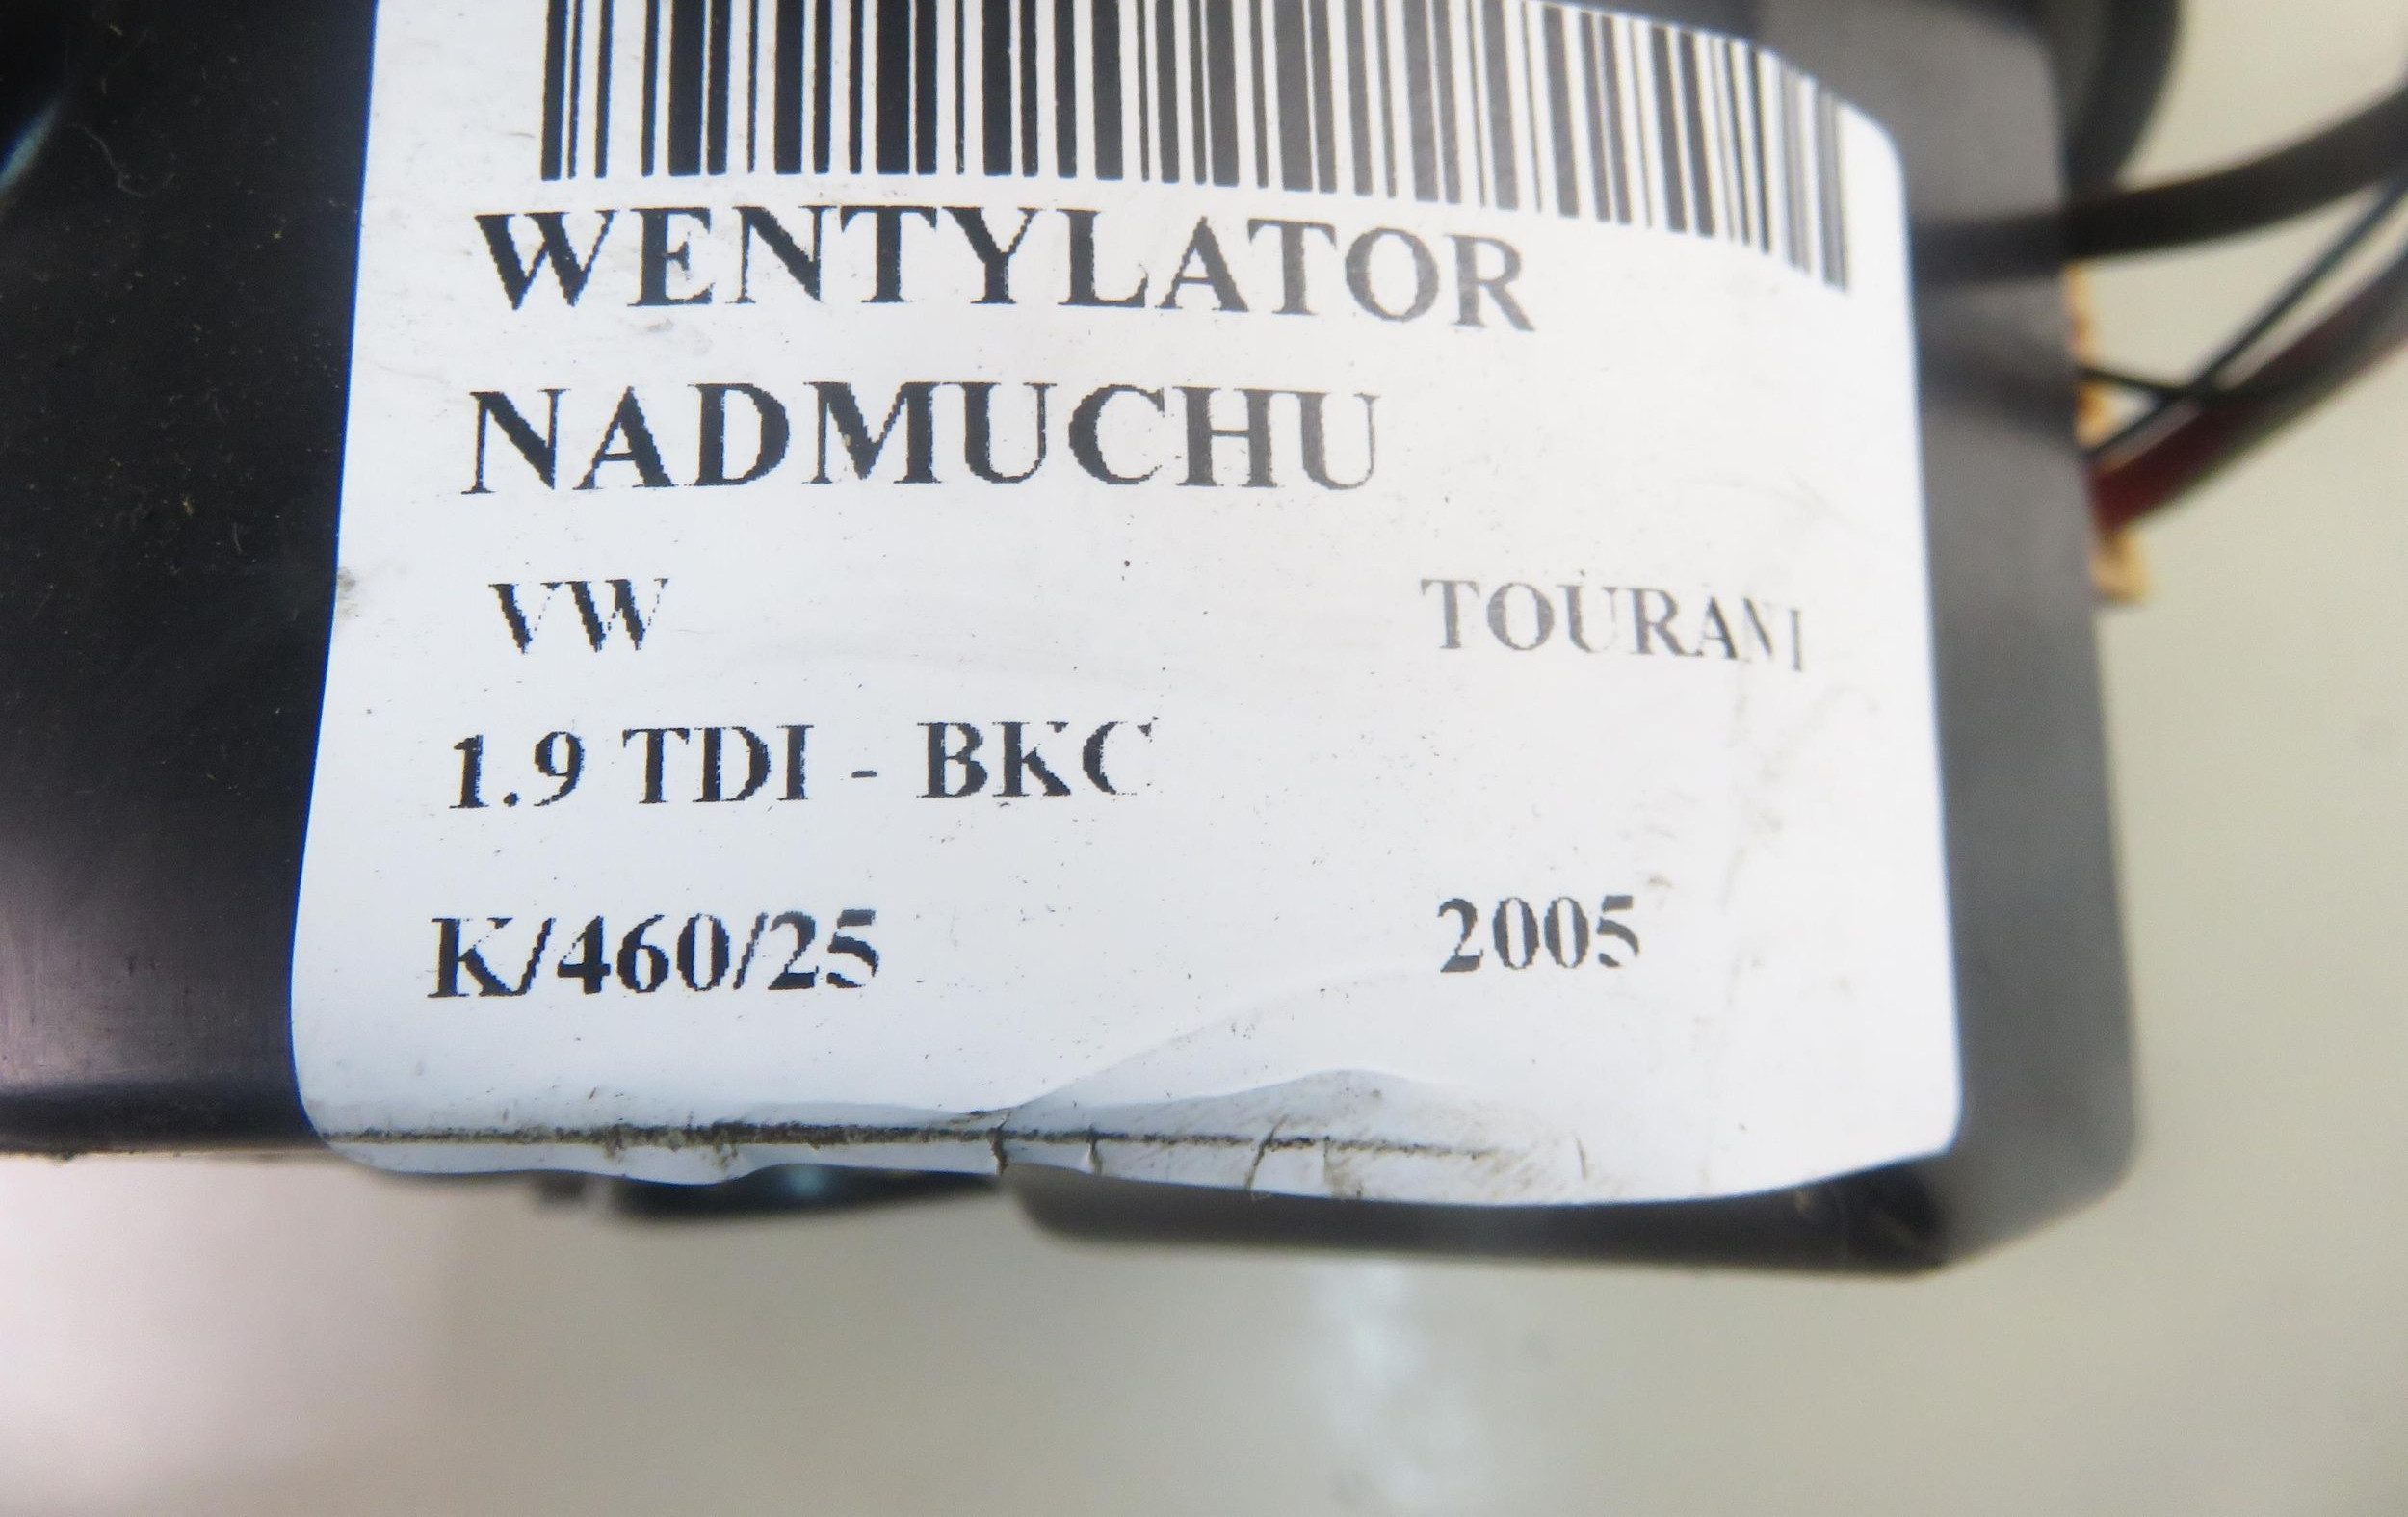 WENTYLATOR
NADMUCHU
VW TOURAN
1.9 TDI - BKC
K/460/25 2005